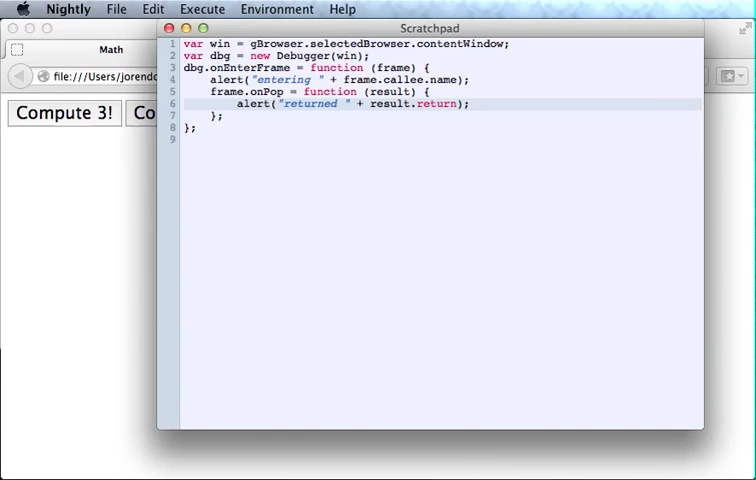 Nightly File Edit Execute Environment Help
Scratchpad
Math
file:///Users/jorendo
Compute 3!
Co
1 var win = gBrowser.selectedBrowser.contentWindow;
2 var dbg = new Debugger(win);
3 dbg.onEnterFrame = function (frame) {
4     alert("entering " + frame.callee.name);
5     frame.onPop = function (result) {
6         alert("returned " + result.return);
7     };
8 };
9